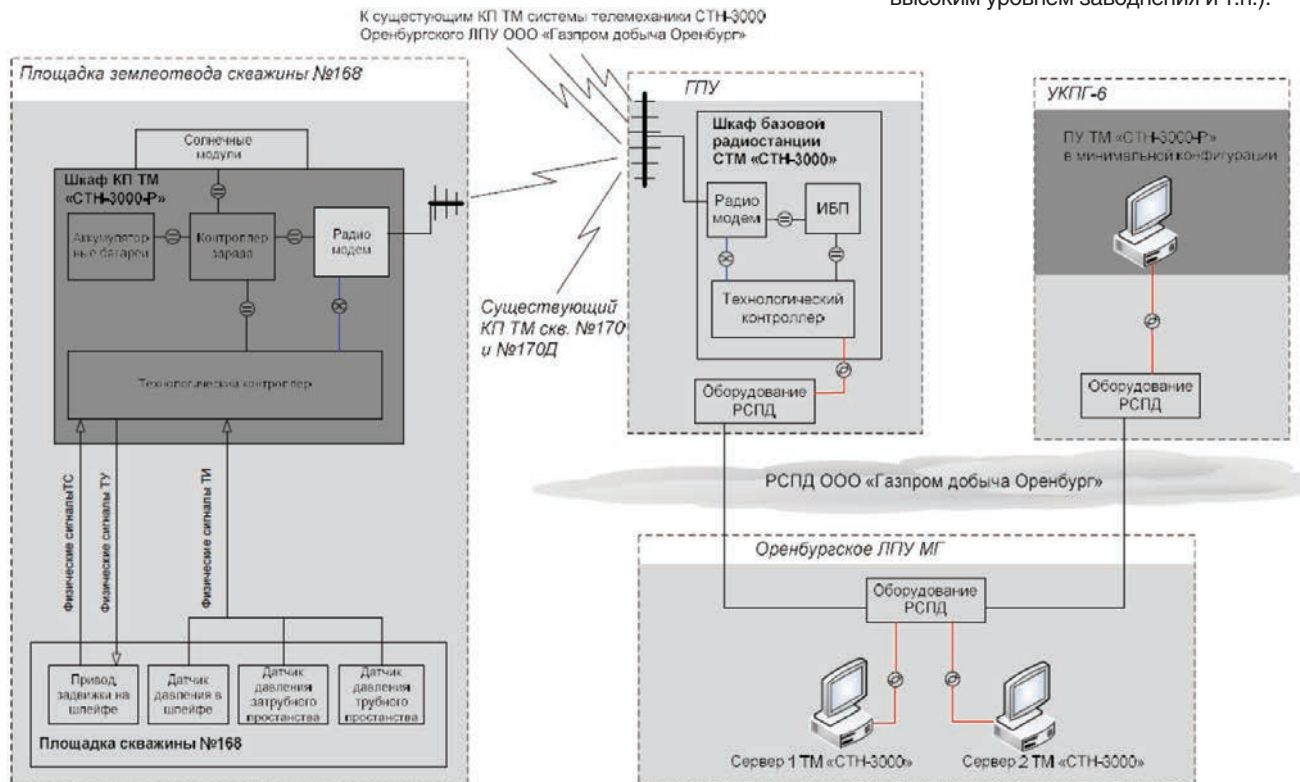 высоким уровнем заводнения и т.п.).
К существующим КП ТМ системы телемеханики СТН-3000
Оренбургского ЛПУ ООО «Газпром добыча Оренбург»
Площадка землеотвода скважины №168
Солнечные
модули
Шкаф КП ТМ
«СТН-3000-Р»
Аккумулятор
ные батареи
Контроллер
заряда
Радио
модем
Технологический контроллер
Физические сигналыТС
Физические сигналы ТУ
Физические сигналы ТИ
Привод
задвижки на
шлейфе
Датчик
давления в
шлейфе
Датчик
давления
затрубного
простанства
Датчик
давления
трубного
простанства
Площадка скважины №168
Существующий
КП ТМ скв. №170
и №170Д
ГПУ
Шкаф базовой
радиостанции
СТМ «СТН-3000»
Радио
модем
ИБП
Технологический
контроллер
Оборудование
РСПД
УКПГ-6
ПУ ТМ «СТН-3000-Р»
в минимальной конфигурации
Оборудование
РСПД
РСПД ООО «Газпром добыча Оренбург»
Оренбургское ЛПУ МГ
Оборудование
РСПД
Сервер 1 ТМ «СТН-3000»
Сервер 2 ТМ «СТН-3000»